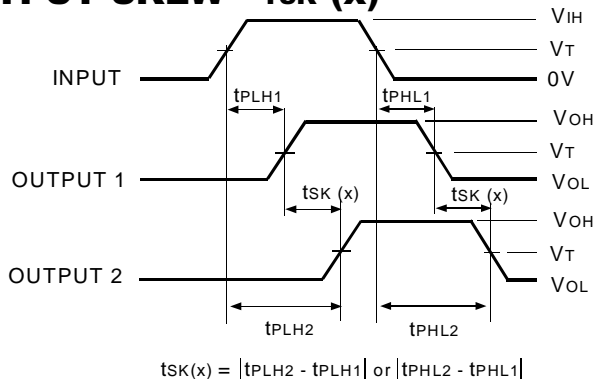 SKEW - tSK (x)
VIH
VT
INPUT
0V
tPLH1
tPHL1
VOH
VT
OUTPUT 1
VOL
tSK (x)
tSK (x)
VOH
VT
OUTPUT 2
VOL
tPLH2
tPHL2
tSK(x) = |tPLH2 - tPLH1| or |tPHL2 - tPHL1|